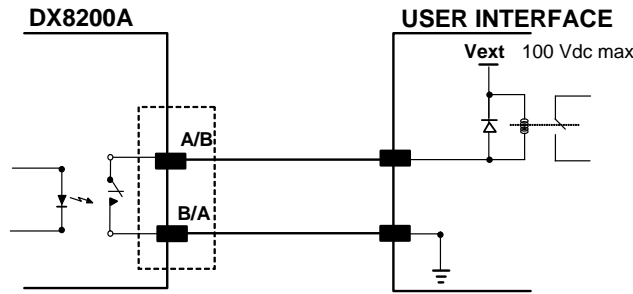 DX8200A
USER INTERFACE
Vext 100 Vdc max
A/B
B/A